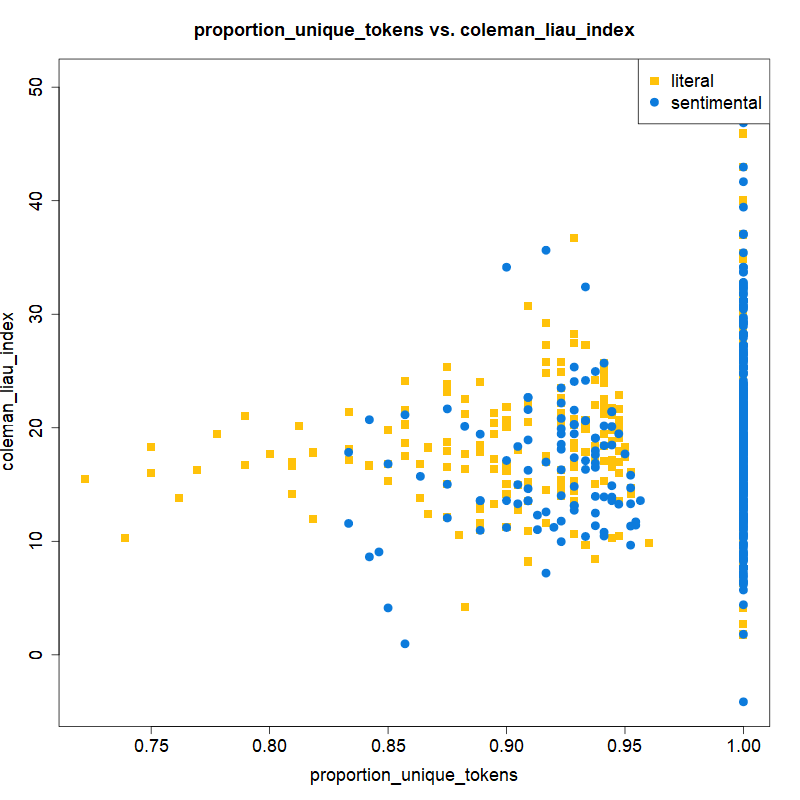 proportion_unique_tokens vs. coleman_liau_index
literal
sentimental
50
40
30
20
10
0
coleman_liau_index
0.75 0.80 0.85 0.90 0.95 1.00
proportion_unique_tokens